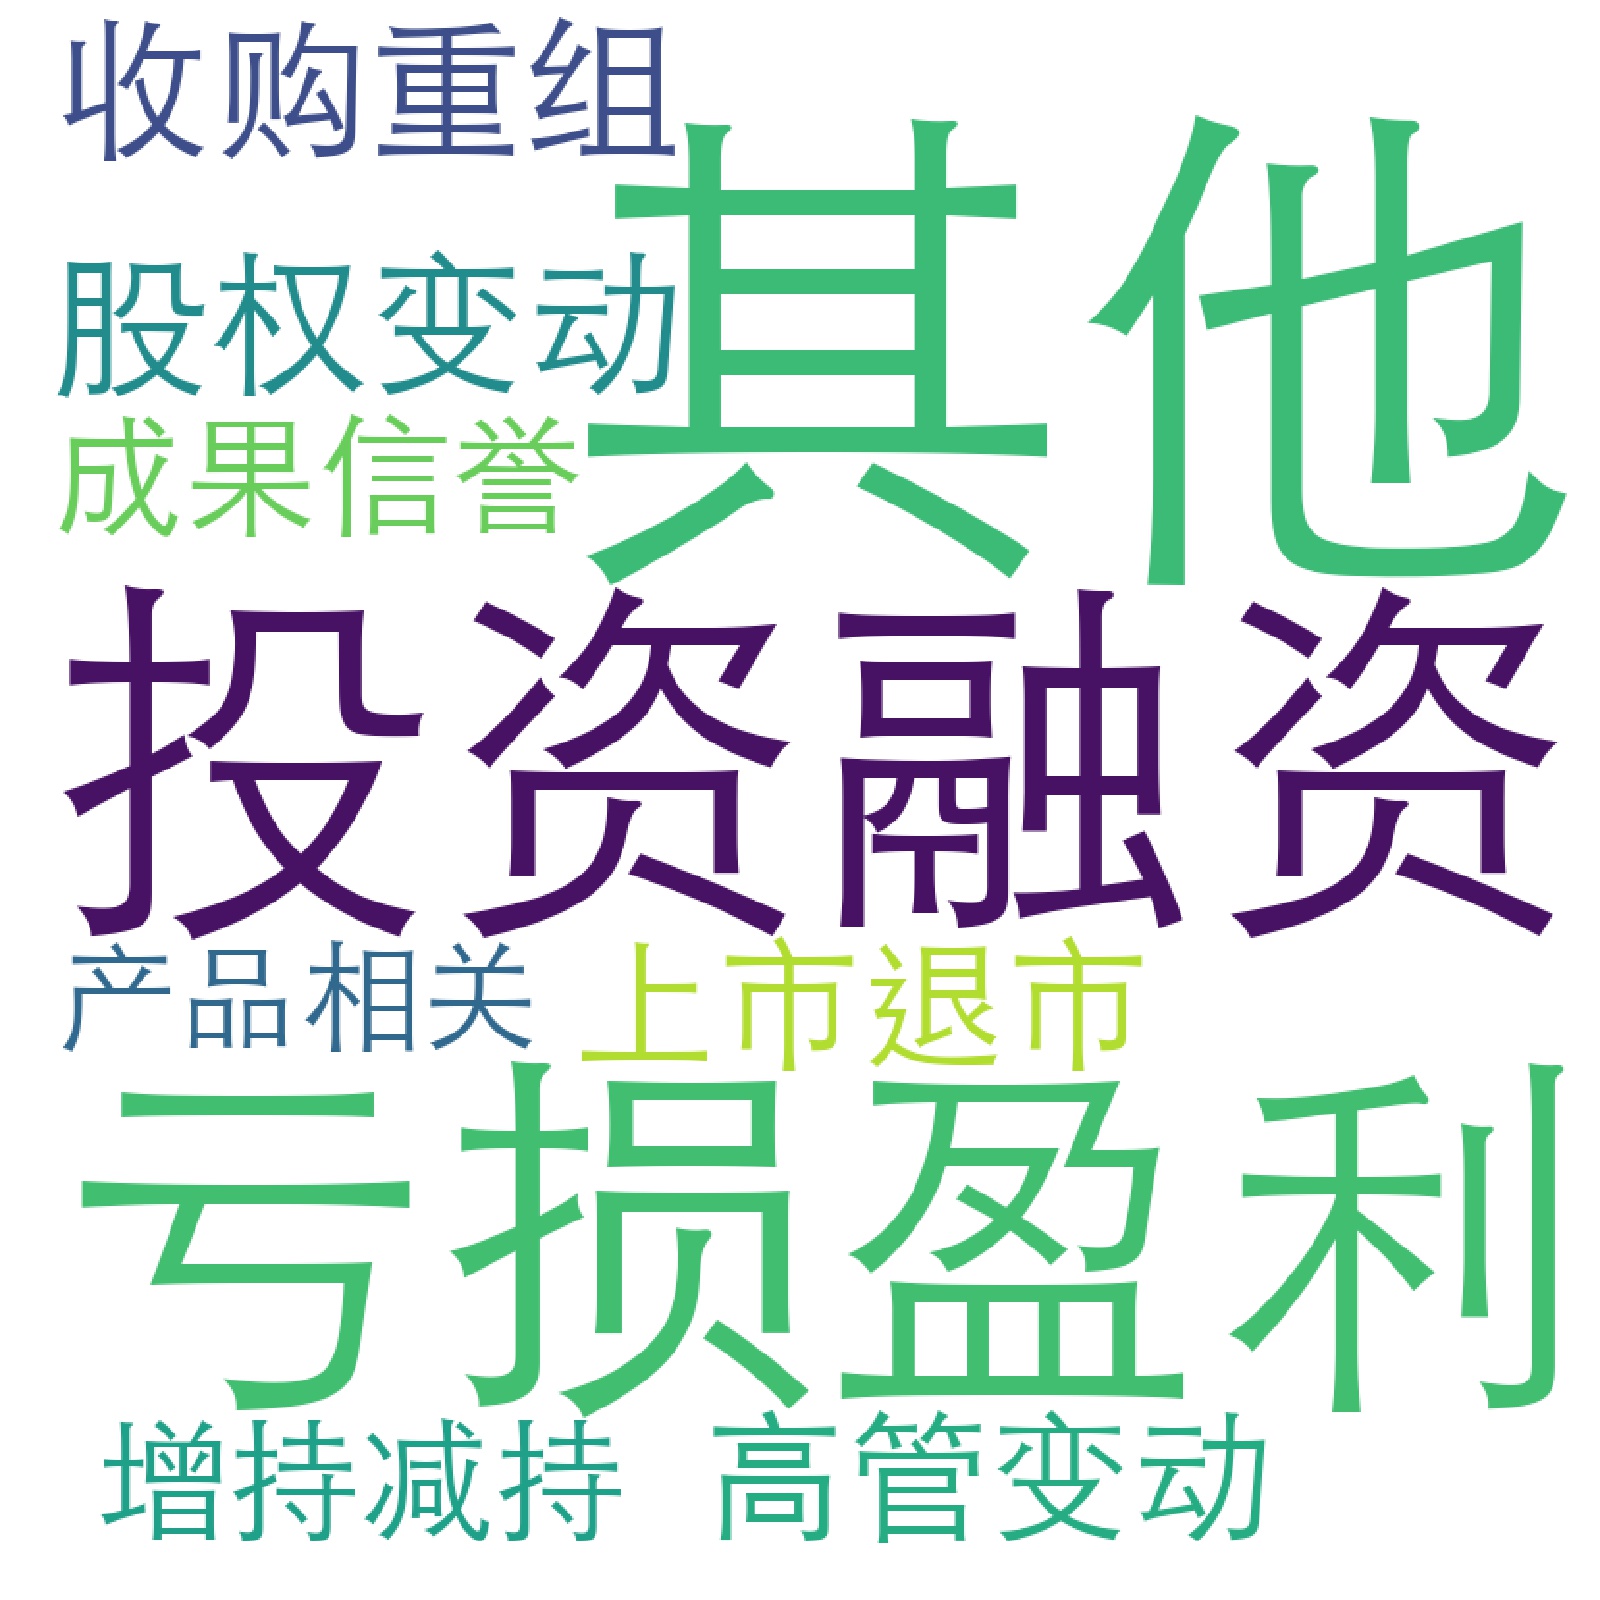 收购重组
其他
股权变动
成果信誉
投资融资
产品相关
上市退市
亏损盈利
增持减持
高管变动